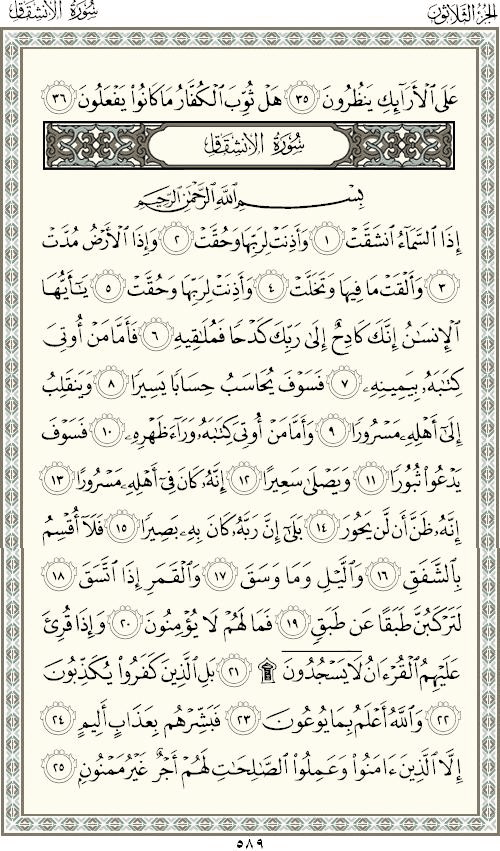 الجزء الثلاثون
سورة الانشقاق
عَلَى ٱلْأَرَآئِكِ يَنظُرُونَ ٣٥ هَلْ ثُوِّبَ ٱلْكُفَّارُ مَا كَانُوا۟ يَفْعَلُونَ ٣٦
سُورَةُ الانشِقَاقِ
بِسْمِ ٱللَّهِ ٱلرَّحْمَٰنِ ٱلرَّحِيمِ
إِذَا ٱلسَّمَآءُ ٱنشَقَّتْ ١ وَأَذِنَتْ لِرَبِّهَا وَحُقَّتْ ٢ وَإِذَا ٱلْأَرْضُ مُدَّتْ
٣ وَأَلْقَتْ مَا فِيهَا وَتَخَلَّتْ ٤ وَأَذِنَتْ لِرَبِّهَا وَحُقَّتْ ٥ يَٰٓأَيُّهَا
ٱلْإِنسَٰنُ إِنَّكَ كَادِحٌ إِلَىٰ رَبِّكَ كَدْحًا فَمُلَٰقِيهِ ٦ فَأَمَّا مَنْ أُوتِىَ
كِتَٰبَهُۥ بِيَمِينِهِۦ ٧ فَسَوْفَ يُحَاسَبُ حِسَابًا يَسِيرًا ٨ وَيَنقَلِبُ
إِلَىٰٓ أَهْلِهِۦ مَسْرُورًا ٩ وَأَمَّا مَنْ أُوتِىَ كِتَٰبَهُۥ وَرَآءَ ظَهْرِهِۦ ١٠ فَسَوْفَ
يَدْعُوا۟ ثُبُورًا ١١ وَيَصْلَىٰ سَعِيرًا ١٢ إِنَّهُۥ كَانَ فِىٓ أَهْلِهِۦ مَسْرُورًا ١٣
إِنَّهُۥ ظَنَّ أَن لَّن يَحُورَ ١٤ بَلَىٰٓ إِنَّ رَبَّهُۥ كَانَ بِهِۦ بَصِيرًا ١٥ فَلَآ أُقْسِمُ
بِٱلشَّفَقِ ١٦ وَٱلَّيْلِ وَمَا وَسَقَ ١٧ وَٱلْقَمَرِ إِذَا ٱتَّسَقَ ١٨
لَتَرْكَبُنَّ طَبَقًا عَن طَبَقٍ ١٩ فَمَا لَهُمْ لَا يُؤْمِنُونَ ٢٠ وَإِذَا قُرِئَ
عَلَيْهِمُ ٱلْقُرْءَانُ لَا يَسْجُدُونَ ۩ ٢١ بَلِ ٱلَّذِينَ كَفَرُوا۟ يُكَذِّبُونَ
٢٢ وَٱللَّهُ أَعْلَمُ بِمَا يُوعُونَ ٢٣ فَبَشِّرْهُم بِعَذَابٍ أَلِيمٍ ٢٤
إِلَّا ٱلَّذِينَ ءَامَنُوا۟ وَعَمِلُوا۟ ٱلصَّٰلِحَٰتِ لَهُمْ أَجْرٌ غَيْرُ مَمْنُونٍۭ ٢٥
٥٨٩